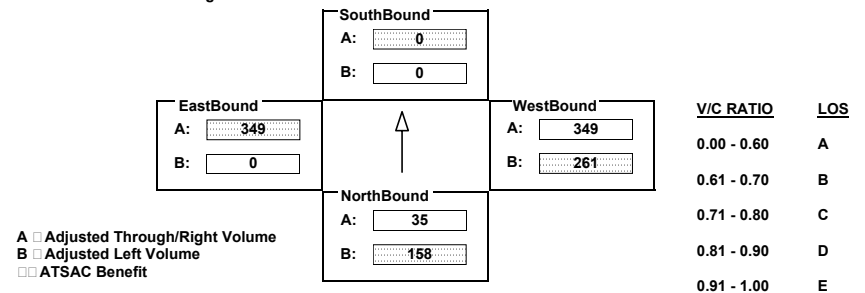 SouthBound
A: 0
B: 0
EastBound
A: 349
B: 0
WestBound
A: 349
B: 261
NorthBound
A: 35
B: 158
A □ Adjusted Through/Right Volume
B □ Adjusted Left Volume
□□ ATSAC Benefit
V/C RATIO LOS
0.00 - 0.60 A
0.61 - 0.70 B
0.71 - 0.80 C
0.81 - 0.90 D
0.91 - 1.00 E